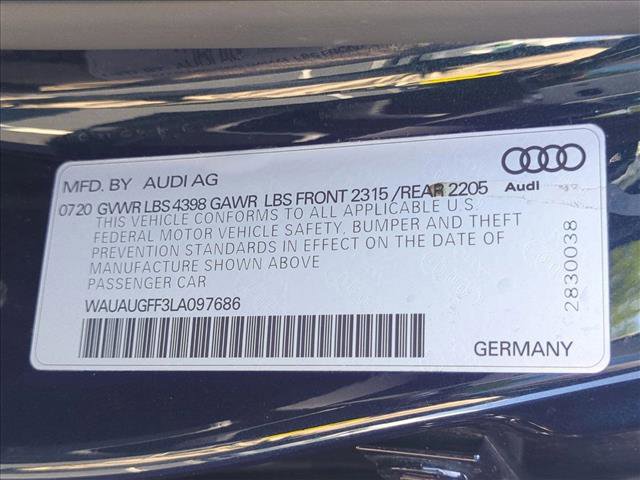 MFD. BY AUDI AG
Audi
07 20 GVWR LBS 4398 GAWR LBS FRONT 2315 /REAR 2205
THIS VEHICLE CONFORMS TO ALL APPLICABLE U S
FEDERAL MOTOR VEHICLE SAFETY, BUMPER AND THEFT
PREVENTION STANDARDS IN EFFECT ON THE DATE OF
MANUFACTURE SHOWN ABOVE
PASSENGER CAR
WAUAUGFF3LA097686
GERMANY
2830038